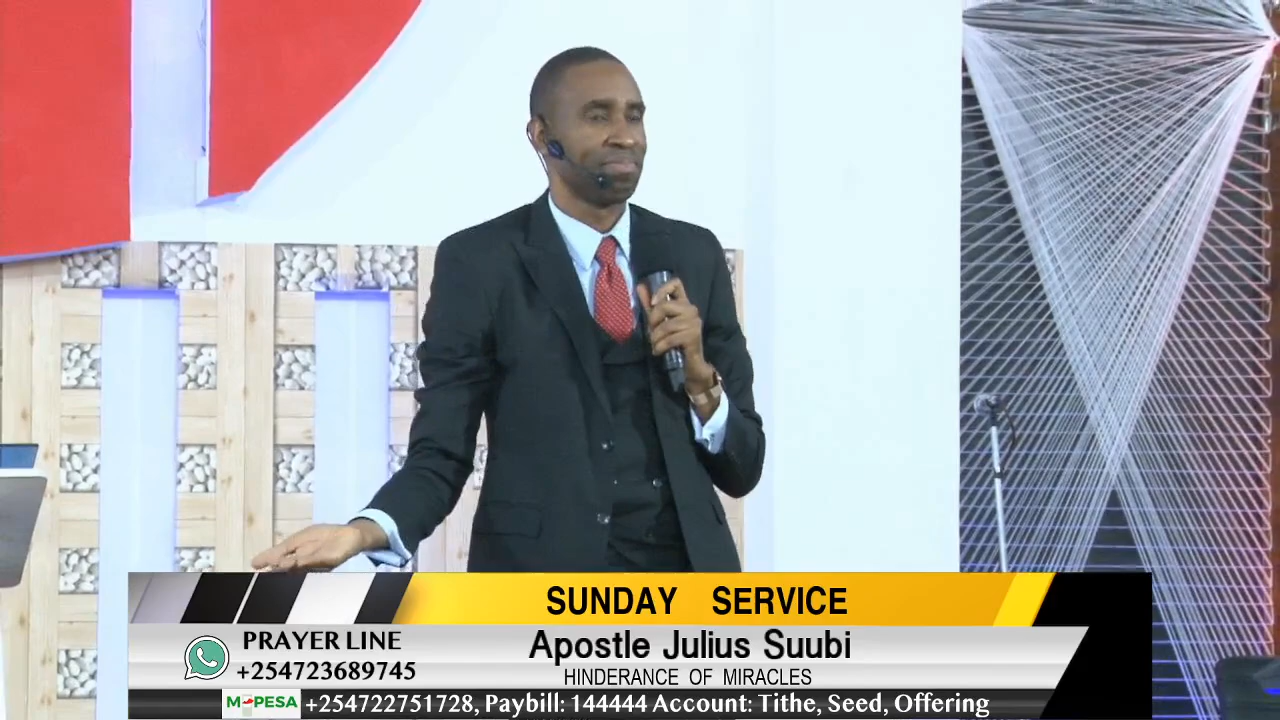 SUNDAY SERVICE
PRAYER LINE
+254723689745
Apostle Julius Suubi
HINDERANCE OF MIRACLES
M-PESA +254722751728, Paybill: 144444 Account: Tithe, Seed, Offering